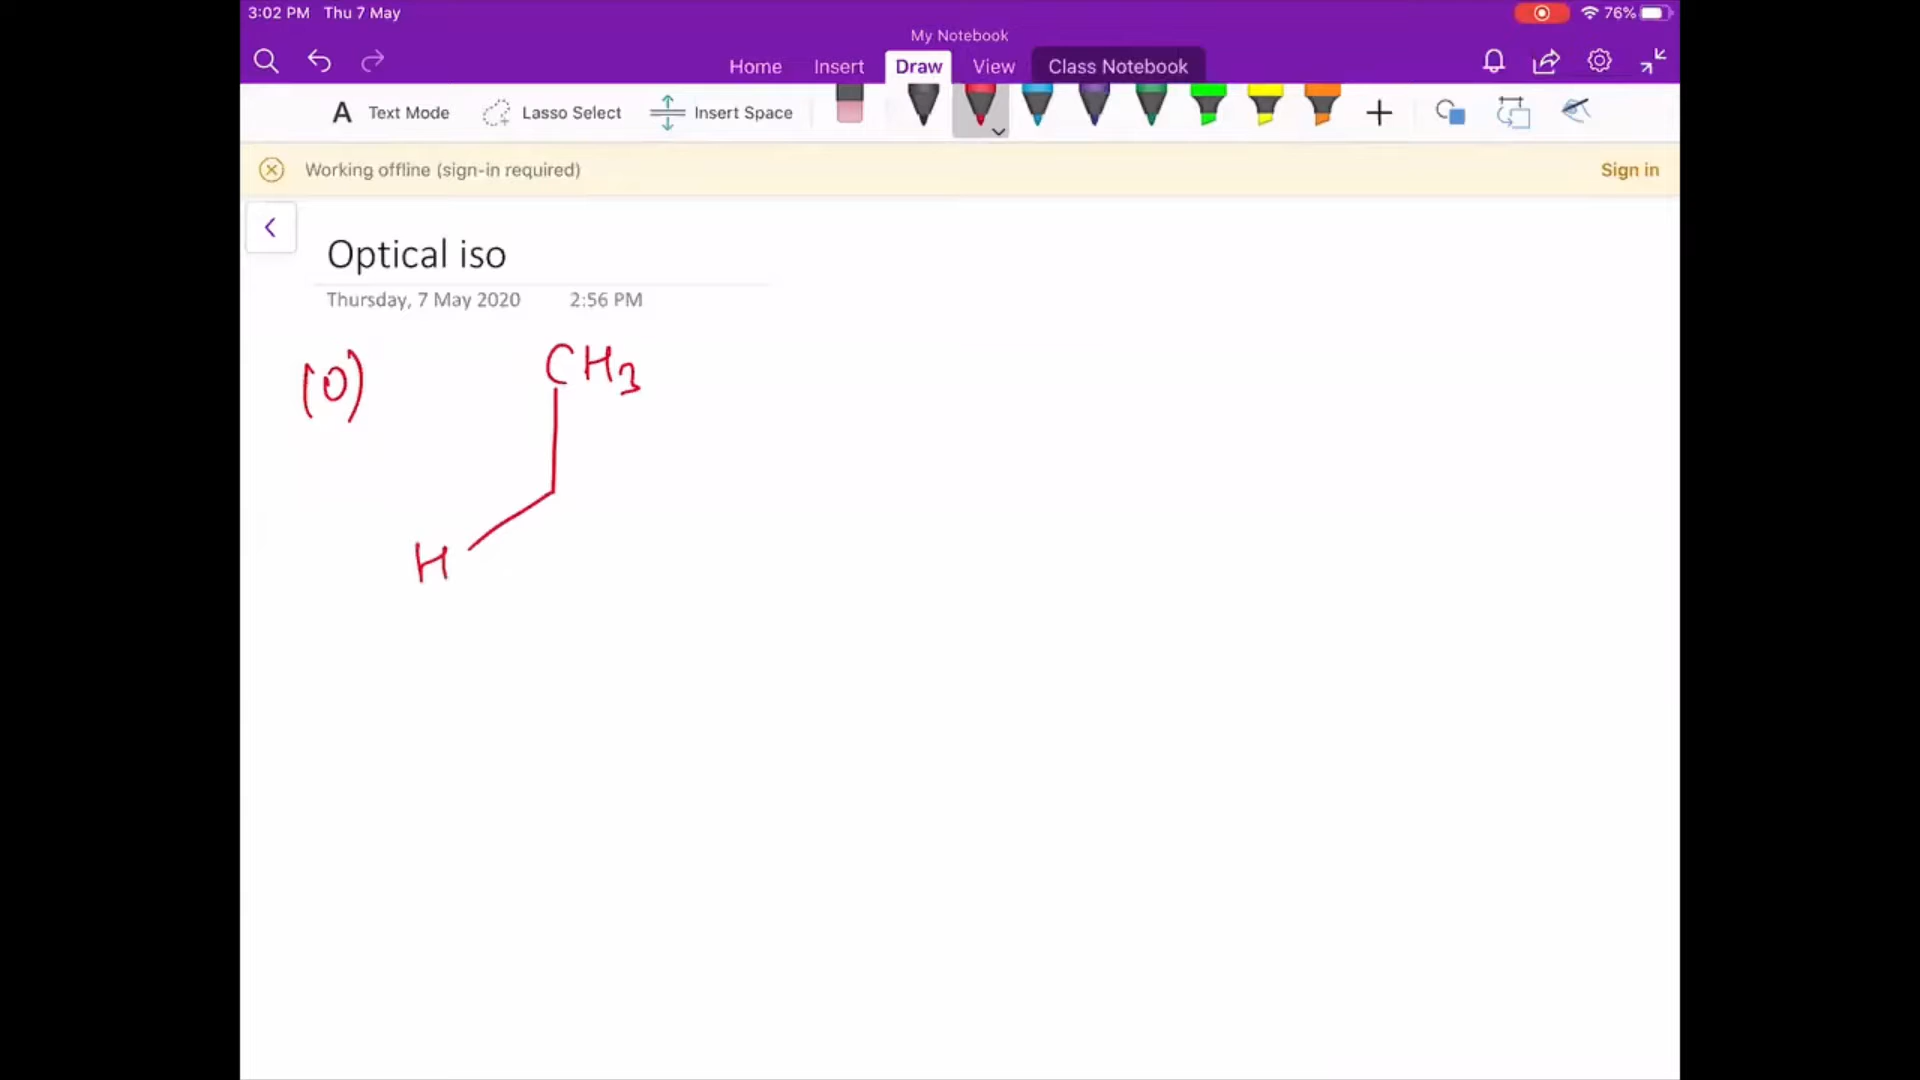 3:02 PM Thu 7 May 76%
My Notebook
Home Insert Draw View Class Notebook
A Text Mode Lasso Select Insert Space
Working offline (sign-in required) Sign in
Optical iso
Thursday, 7 May 2020 2:56 PM
(0) CH3
H